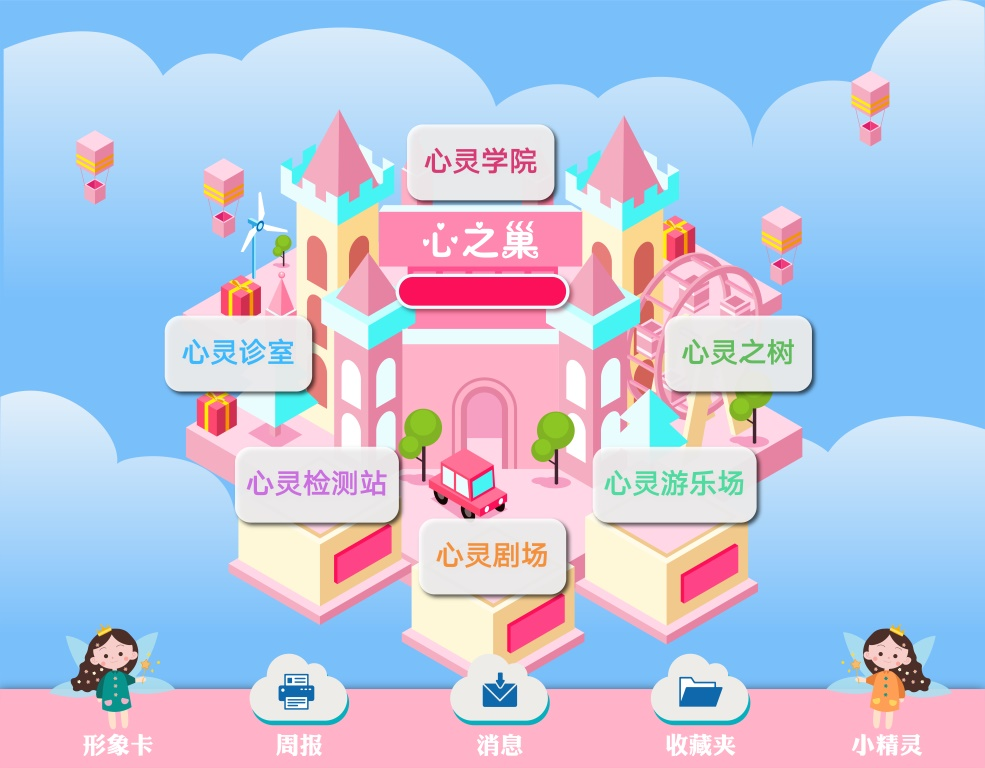 心灵学院
心之巢
心灵诊室
心灵之树
心灵检测站
心灵游乐场
心灵剧场
形象卡
周报
消息
收藏夹
小精灵